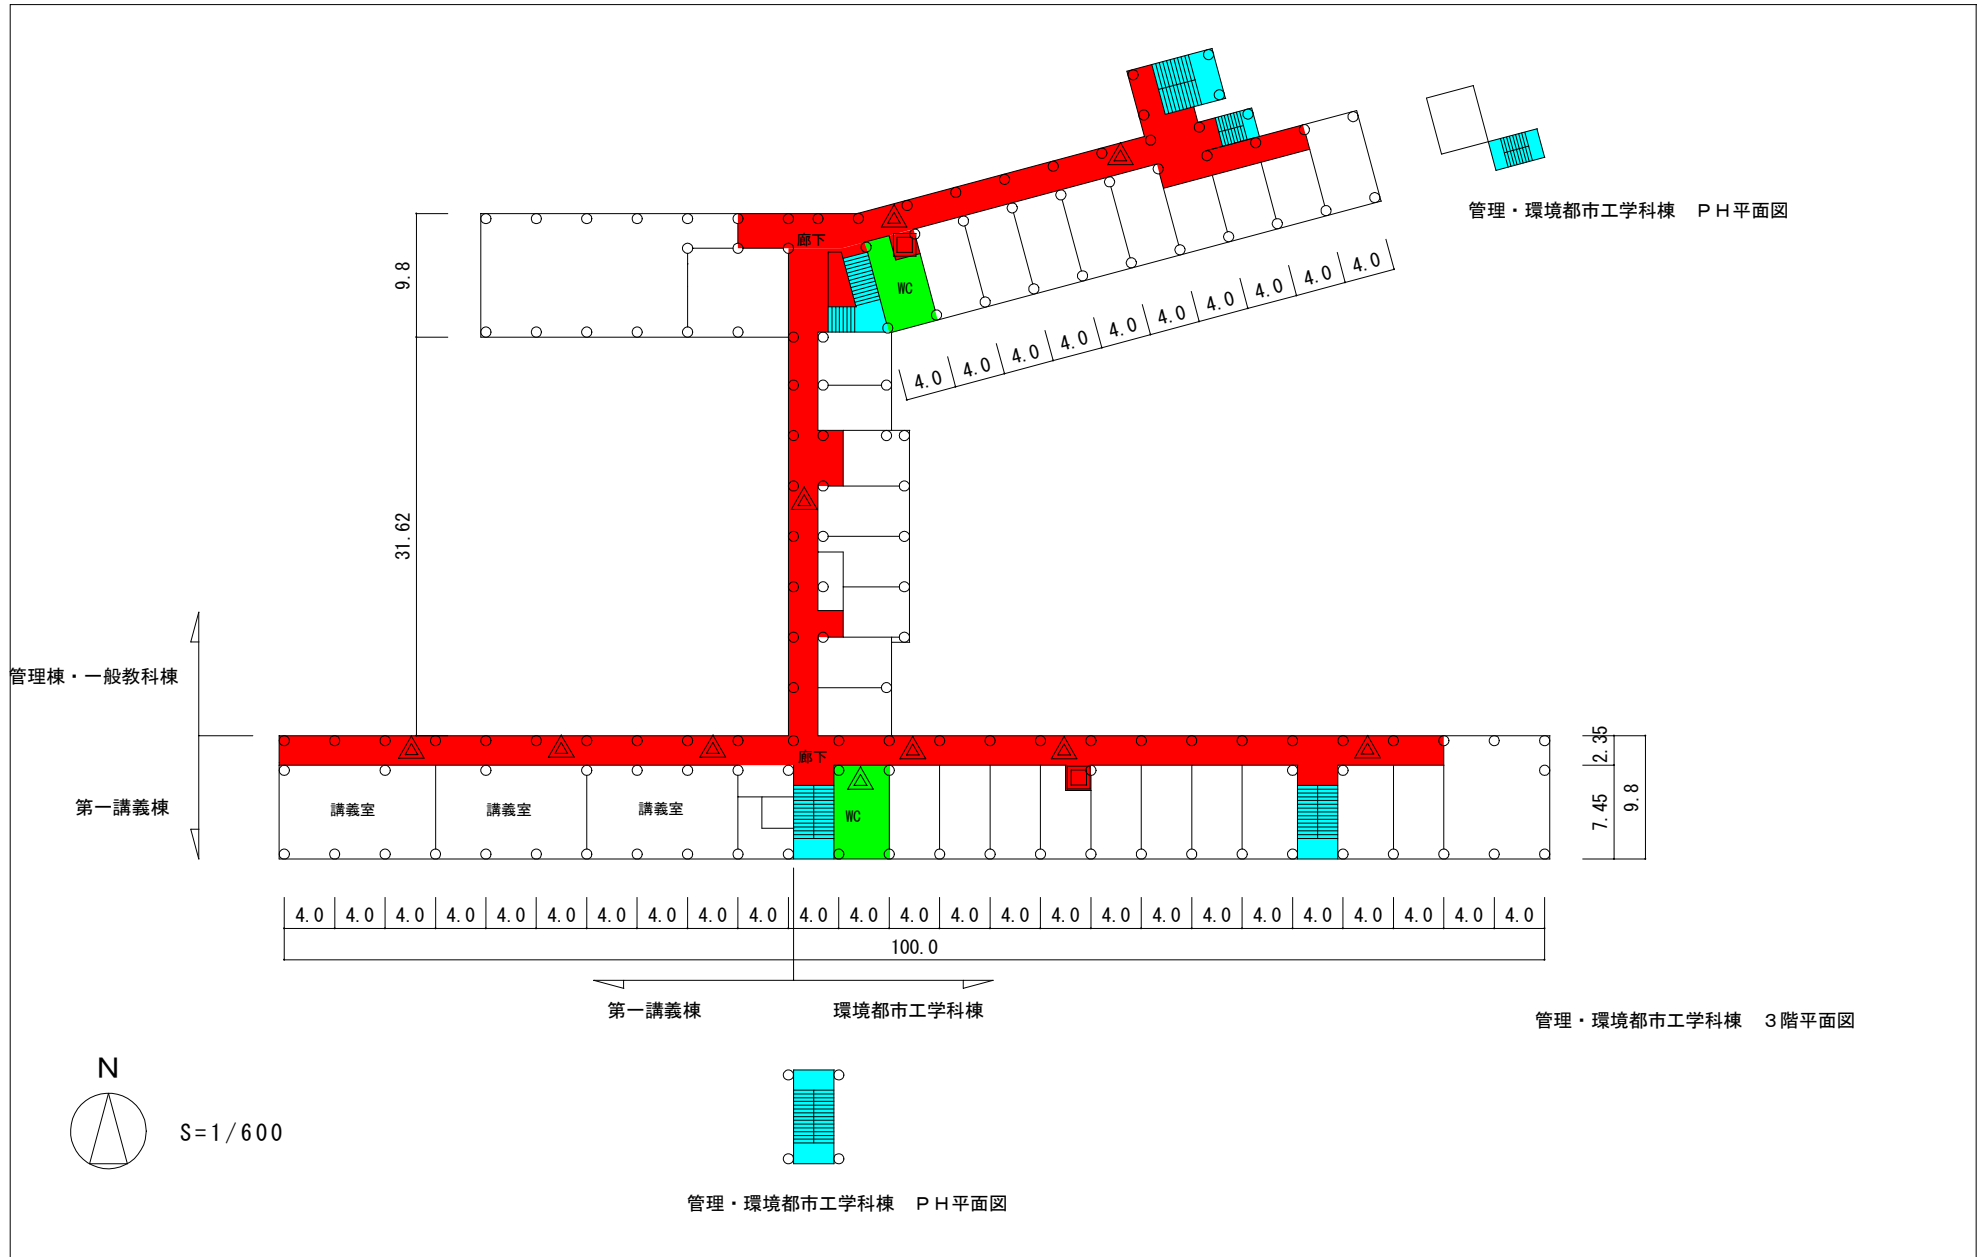 管理・環境都市工学科棟　ＰＨ平面図
廊下
9.8
WC
4.0 4.0 4.0 4.0 4.0 4.0 4.0 4.0 4.0 4.0
31.62
管理棟・一般教科棟
第一講義棟
廊下
2.35
7.45
9.8
講義室 講義室 講義室
WC
4.0 4.0 4.0 4.0 4.0 4.0 4.0 4.0 4.0 4.0 4.0 4.0 4.0 4.0 4.0 4.0 4.0 4.0 4.0 4.0 4.0 4.0 4.0 4.0 4.0
100.0
第一講義棟 環境都市工学科棟
管理・環境都市工学科棟　３階平面図
N
S=1/600
管理・環境都市工学科棟　ＰＨ平面図